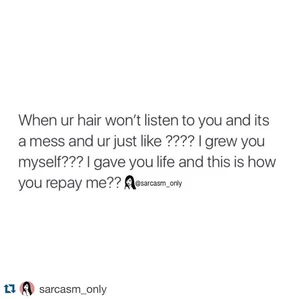 When ur hair won't listen to you and its
a mess and ur just like ???? I grew you
myself??? I gave you life and this is how
you repay me?? @sarcasm_only
sarcasm_only